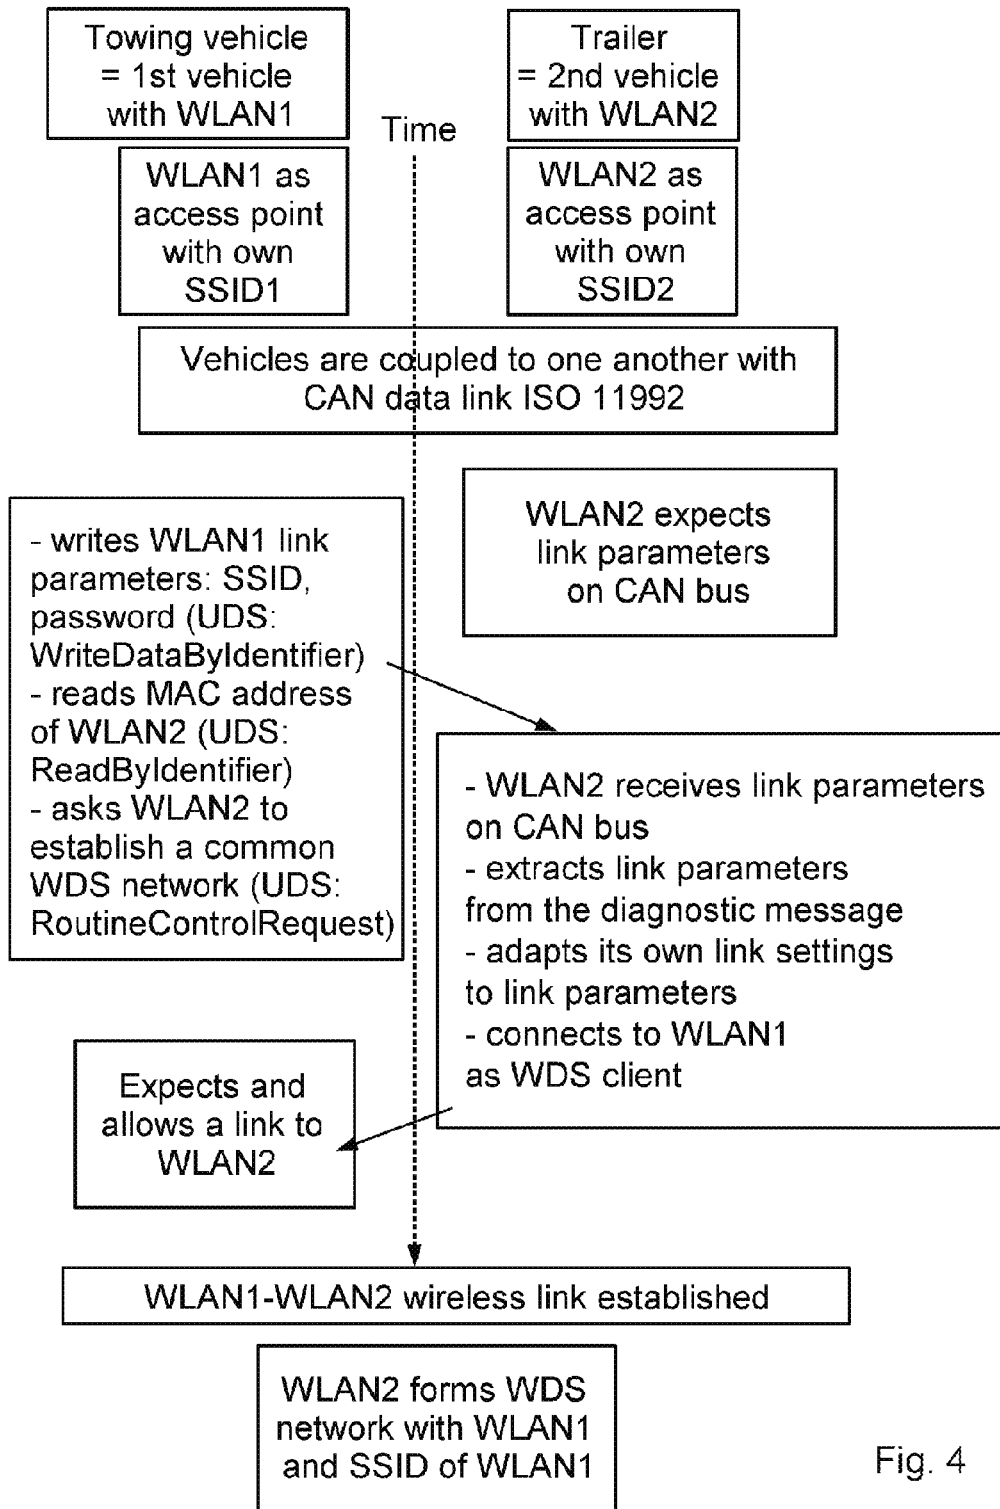 Towing vehicle
= 1st vehicle
with WLAN1
Time
Trailer
= 2nd vehicle
with WLAN2
WLAN1 as
access point
with own
SSID1
WLAN2 as
access point
with own
SSID2
Vehicles are coupled to one another with
CAN data link ISO 11992
WLAN2 expects
link parameters
on CAN bus
- writes WLAN1 link
parameters: SSID,
password (UDS:
WriteDataByIdentifier)
- reads MAC address
of WLAN2 (UDS:
ReadByIdentifier)
- asks WLAN2 to
establish a common
WDS network (UDS:
RoutineControlRequest)
- WLAN2 receives link parameters
on CAN bus
- extracts link parameters
from the diagnostic message
- adapts its own link settings
to link parameters
- connects to WLAN1
as WDS client
Expects and
allows a link to
WLAN2
WLAN1-WLAN2 wireless link established
WLAN2 forms WDS
network with WLAN1
and SSID of WLAN1
Fig. 4